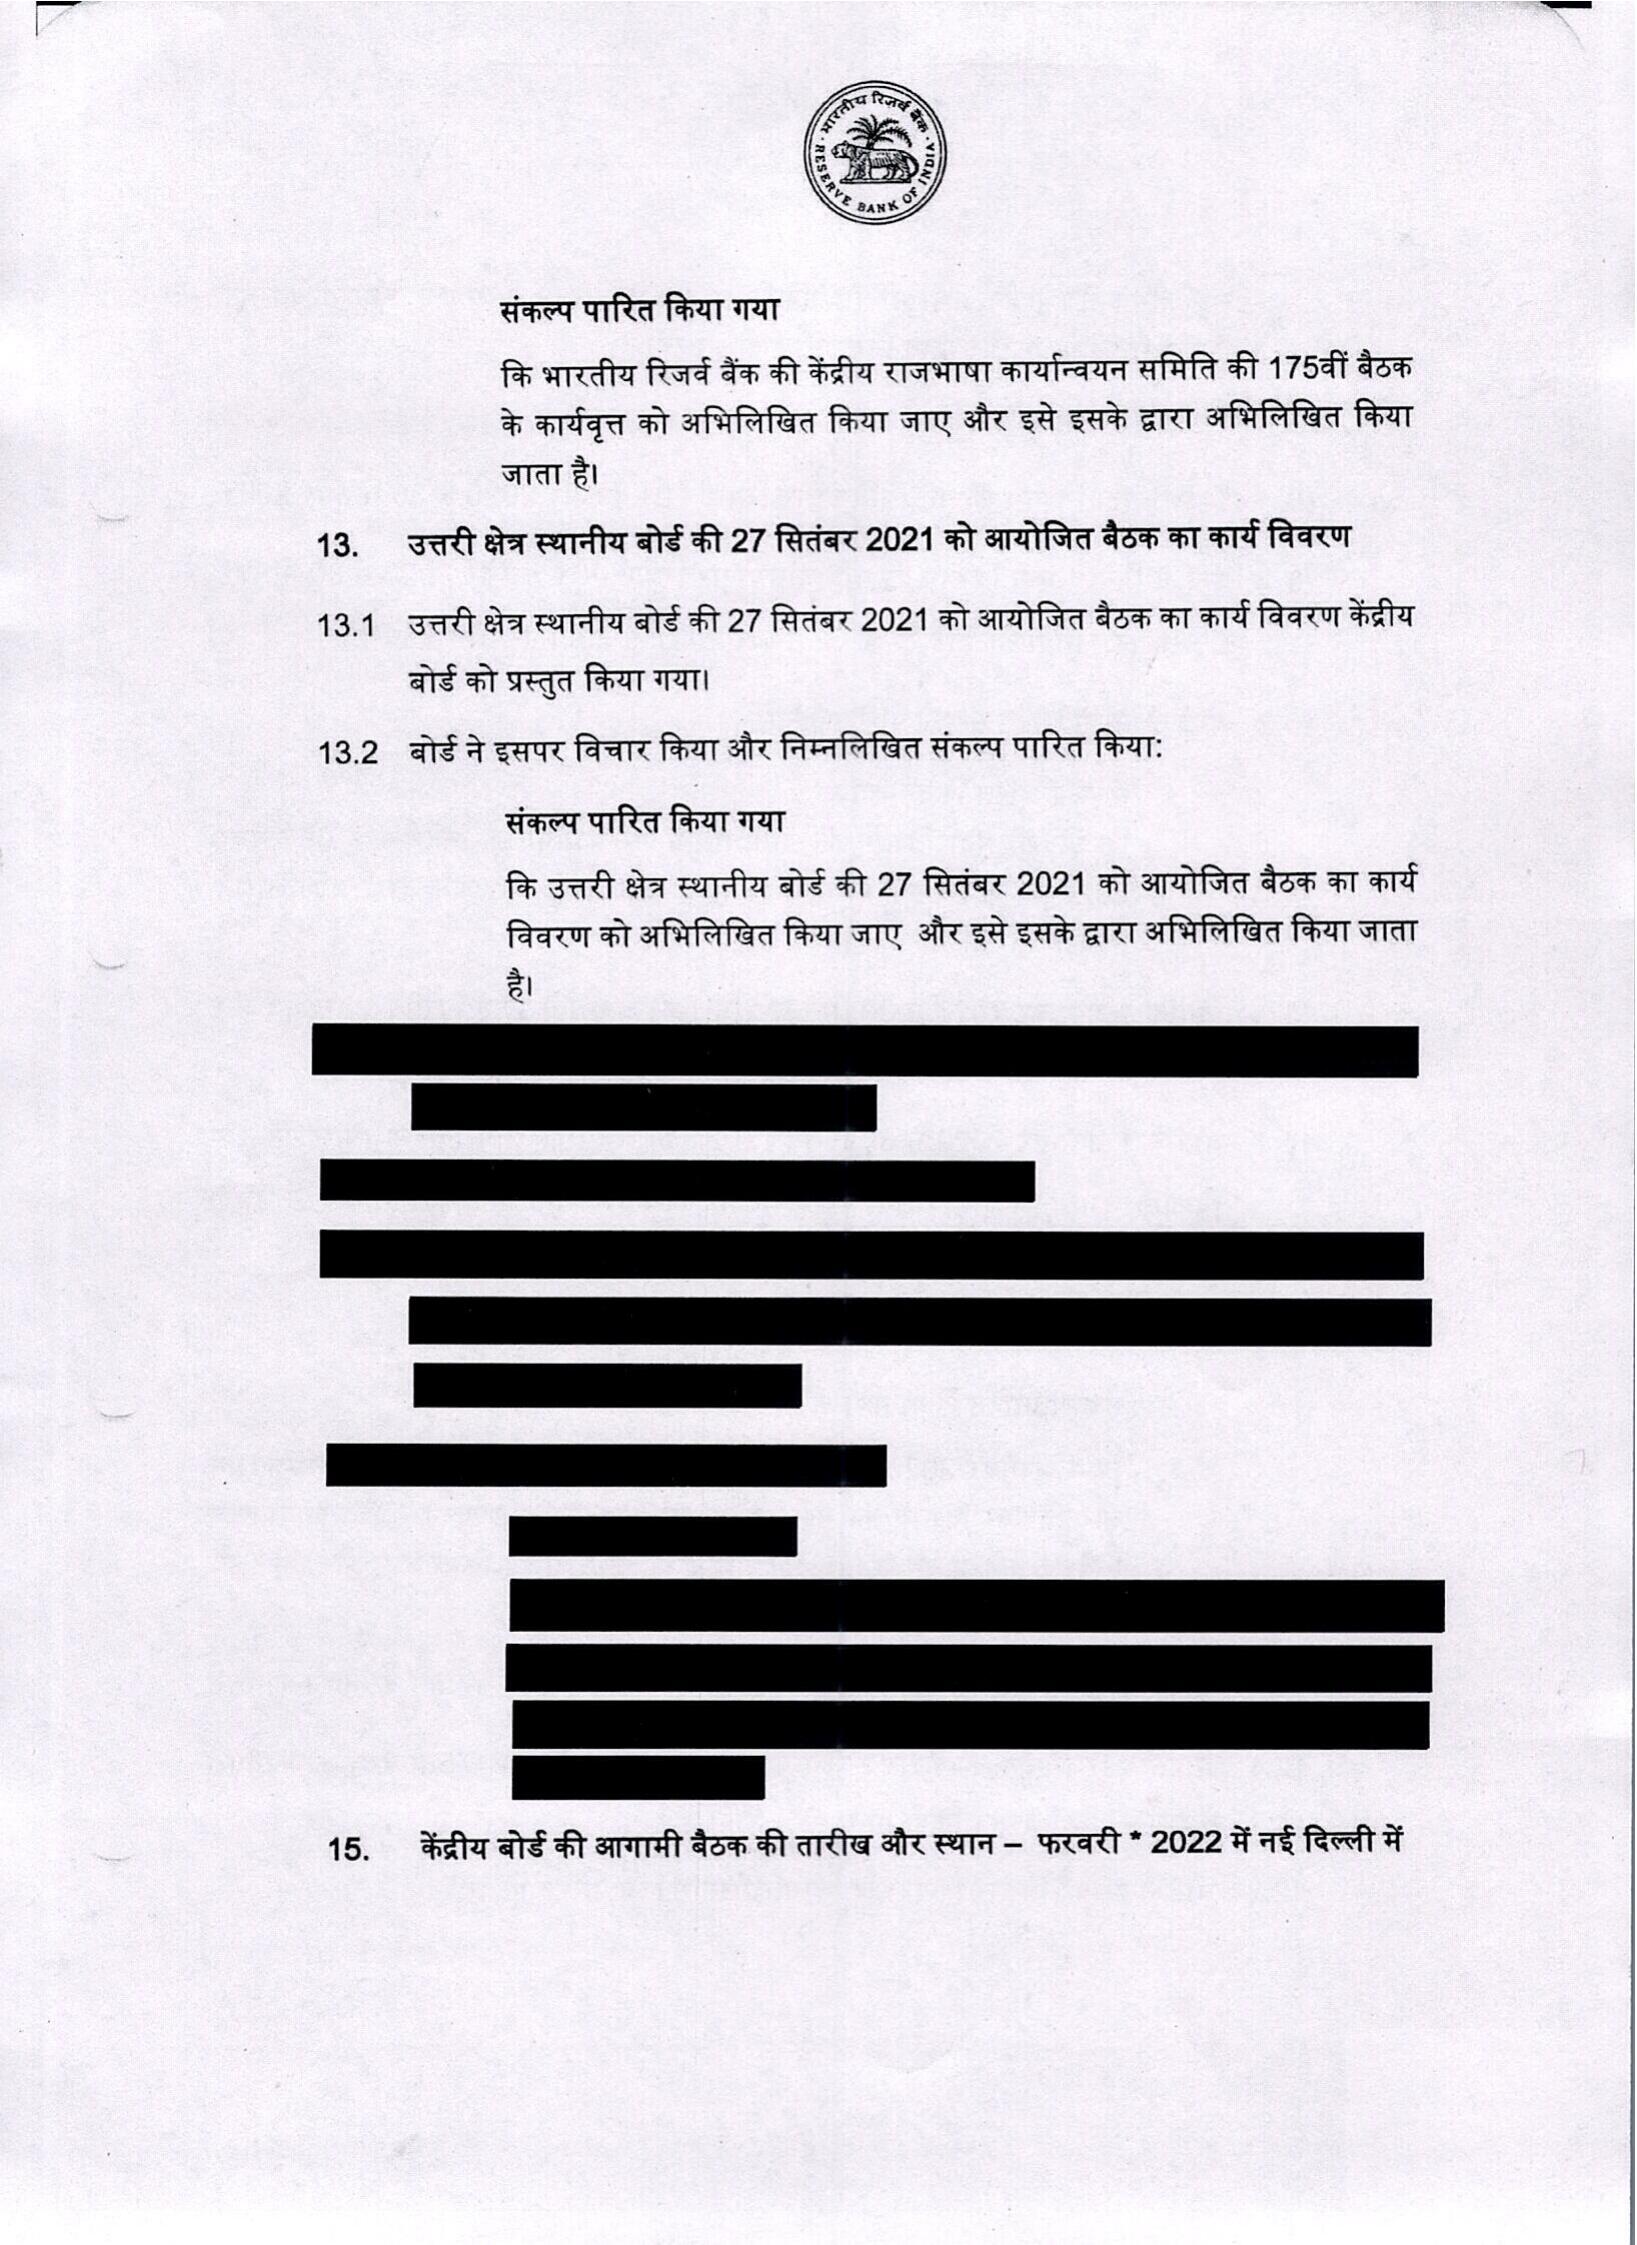 भारतीय रिज़र्व बैंक
RESERVE BANK OF INDIA
संकल्प पारित किया गया
कि भारतीय रिजर्व बैंक की केंद्रीय राजभाषा कार्यान्वयन समिति की 175वीं बैठक
के कार्यवृत्त को अभिलिखित किया जाए और इसे इसके द्वारा अभिलिखित किया
जाता है।
13. उत्तरी क्षेत्र स्थानीय बोर्ड की 27 सितंबर 2021 को आयोजित बैठक का कार्य विवरण
13.1 उत्तरी क्षेत्र स्थानीय बोर्ड की 27 सितंबर 2021 को आयोजित बैठक का कार्य विवरण केंद्रीय
बोर्ड को प्रस्तुत किया गया।
13.2 बोर्ड ने इसपर विचार किया और निम्नलिखित संकल्प पारित किया:
संकल्प पारित किया गया
कि उत्तरी क्षेत्र स्थानीय बोर्ड की 27 सितंबर 2021 को आयोजित बैठक का कार्य
विवरण को अभिलिखित किया जाए और इसे इसके द्वारा अभिलिखित किया जाता
है।
15. केंद्रीय बोर्ड की आगामी बैठक की तारीख और स्थान – फरवरी * 2022 में नई दिल्ली में